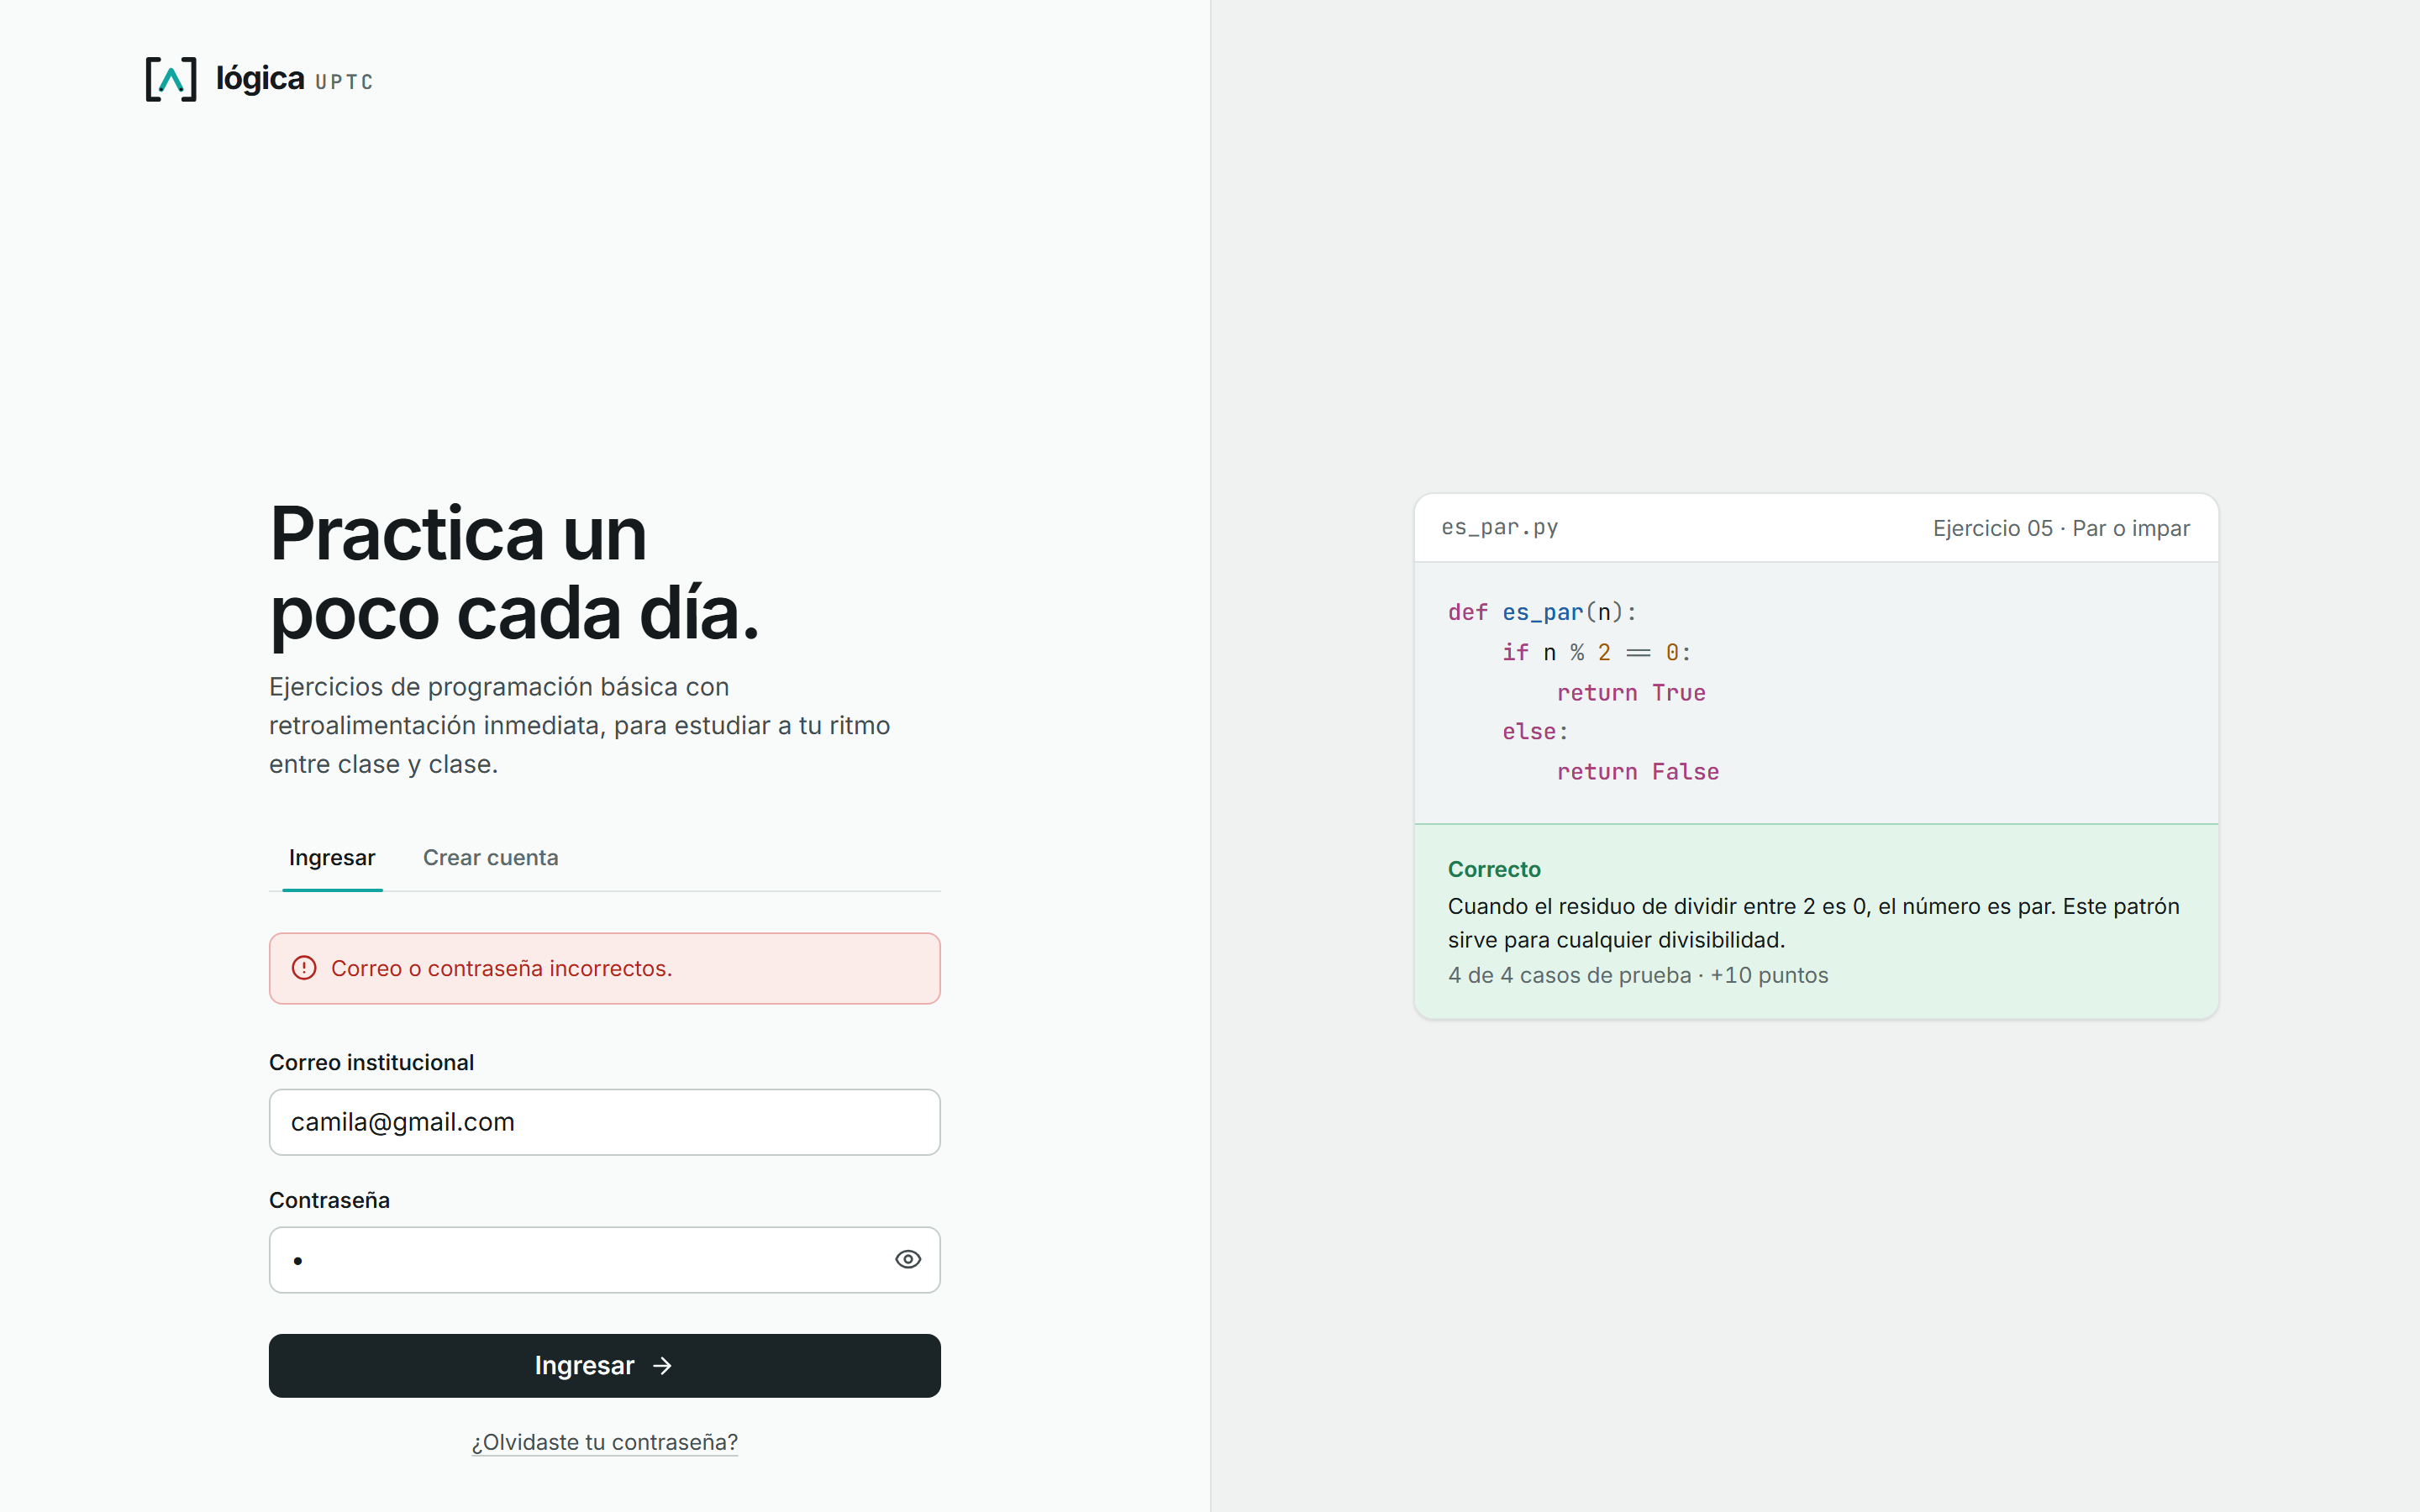 lógica UPTC
Practica un
poco cada día.
Ejercicios de programación básica con
retroalimentación inmediata, para estudiar a tu ritmo
entre clase y clase.
Ingresar
Crear cuenta
Correo o contraseña incorrectos.
Correo institucional
camila@gmail.com
Contraseña
•
Ingresar →
¿Olvidaste tu contraseña?
es_par.py
Ejercicio 05 · Par o impar
def es_par(n):
    if n % 2 == 0:
        return True
    else:
        return False
Correcto
Cuando el residuo de dividir entre 2 es 0, el número es par. Este patrón
sirve para cualquier divisibilidad.
4 de 4 casos de prueba · +10 puntos